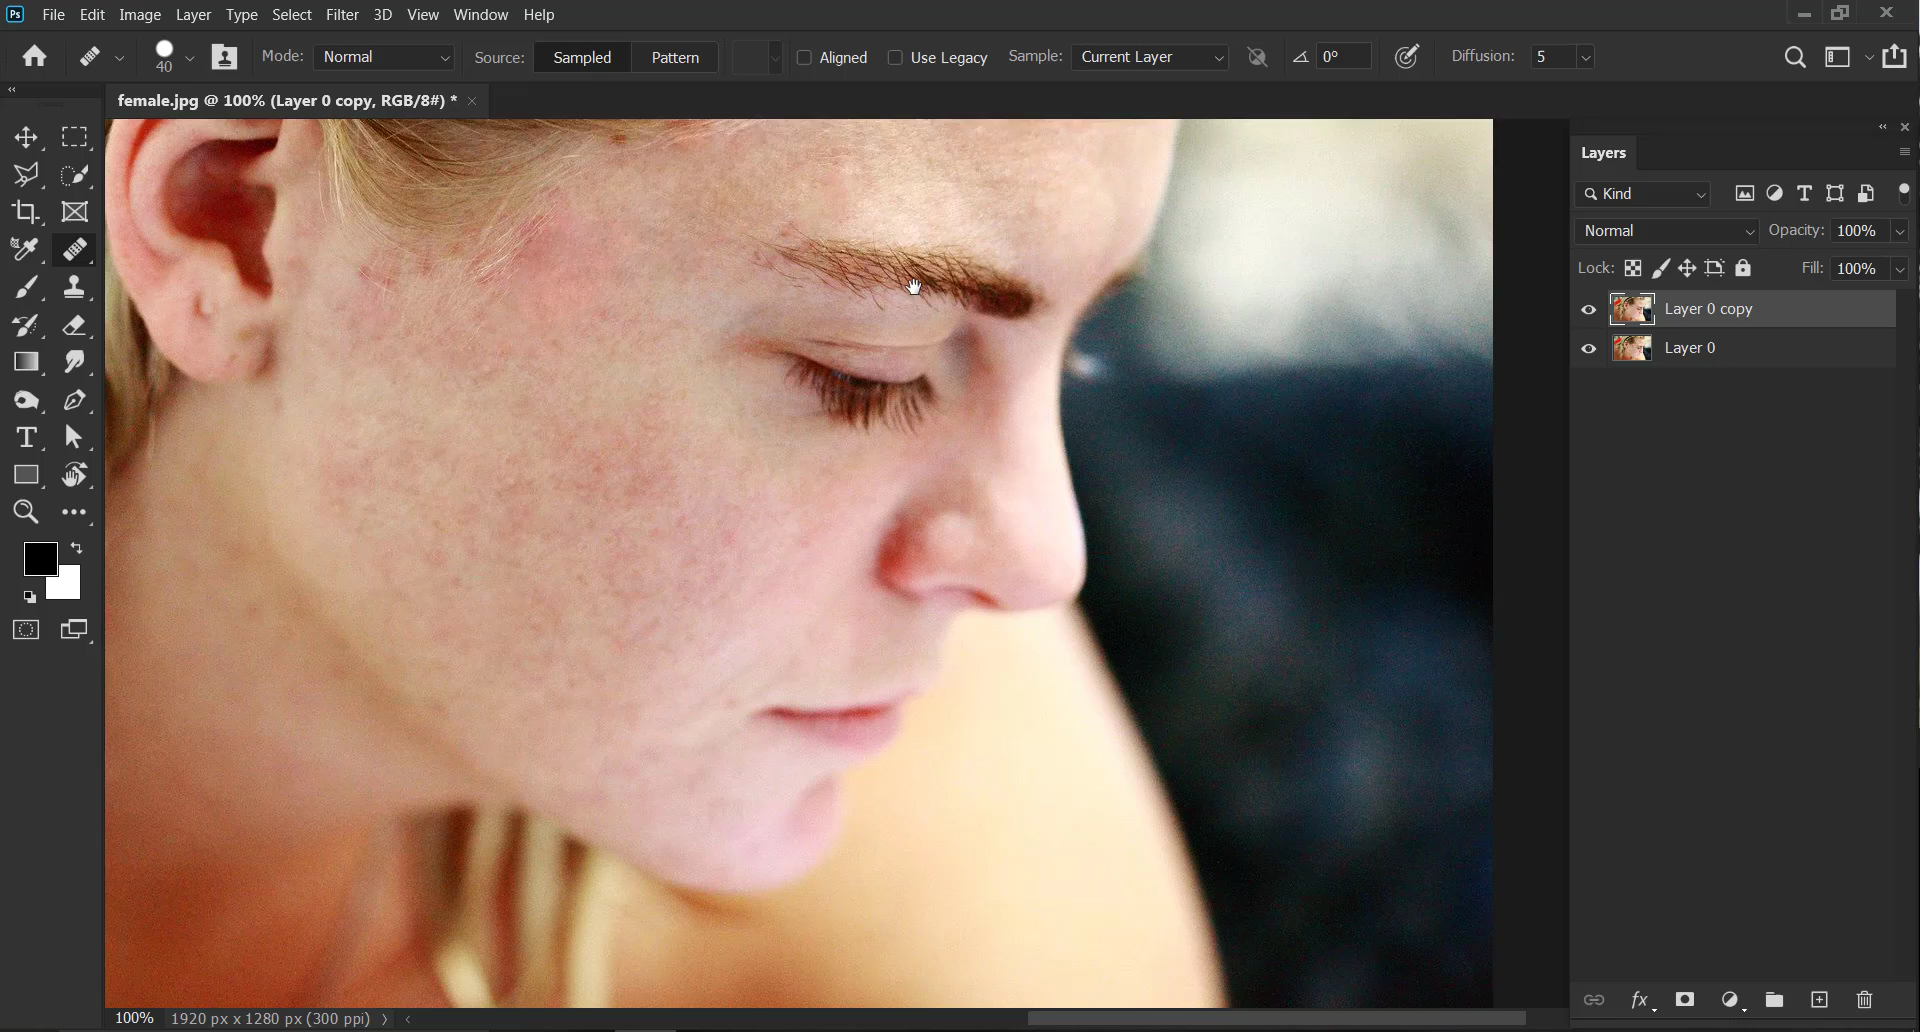 Ps File Edit Image Layer Type Select Filter 3D View Window Help
40 Mode: Normal Source: Sampled Pattern Aligned Use Legacy Sample: Current Layer 0° Diffusion: 5
female.jpg @ 100% (Layer 0 copy, RGB/8#) *
Layers
Kind
Normal Opacity: 100%
Lock: Fill: 100%
Layer 0 copy
Layer 0
fx
100% 1920 px x 1280 px (300 ppi)